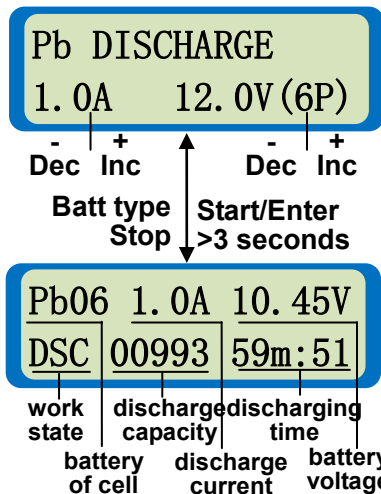 Pb DISCHARGE
1.0A 12.0V(6P)
- + - +
Dec Inc Dec Inc
Batt type Start/Enter
Stop >3 seconds
Pb06 1.0A 10.45V
DSC 00993 59m:51
work discharge discharging
state capacity time
battery discharge battery
of cell current voltage